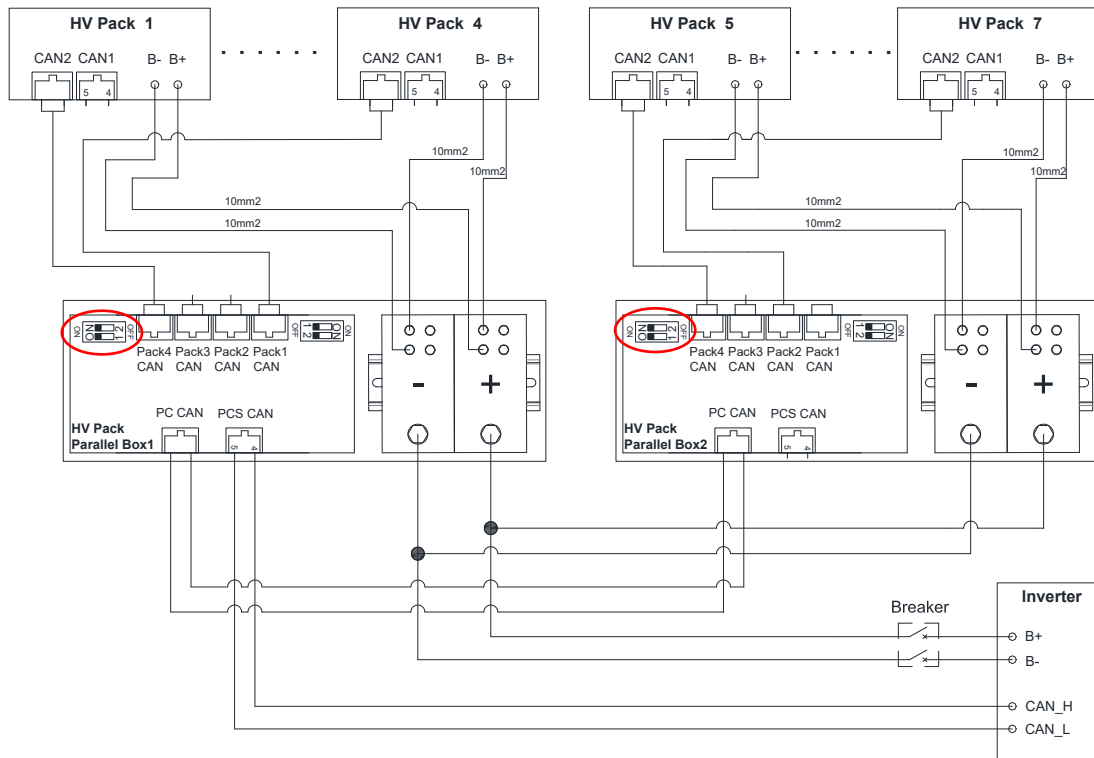 HV Pack 1
HV Pack 4
HV Pack 5
HV Pack 7
CAN2 CAN1 B- B+
CAN2 CAN1 B- B+
CAN2 CAN1 B- B+
CAN2 CAN1 B- B+
5 4
5 4
5 4
5 4
10mm2
10mm2
10mm2
10mm2
10mm2
10mm2
10mm2
10mm2
ON
ON
1 2
OFF
OFF
1 2
ON
ON
ON
ON
1 2
OFF
OFF
1 2
ON
ON
Pack4 Pack3 Pack2 Pack1
CAN CAN CAN CAN
Pack4 Pack3 Pack2 Pack1
CAN CAN CAN CAN
- +
- +
PC CAN PCS CAN
PC CAN PCS CAN
HV Pack
Parallel Box1
5 4
HV Pack
Parallel Box2
5 4
Inverter
Breaker
B+
B-
CAN_H
CAN_L